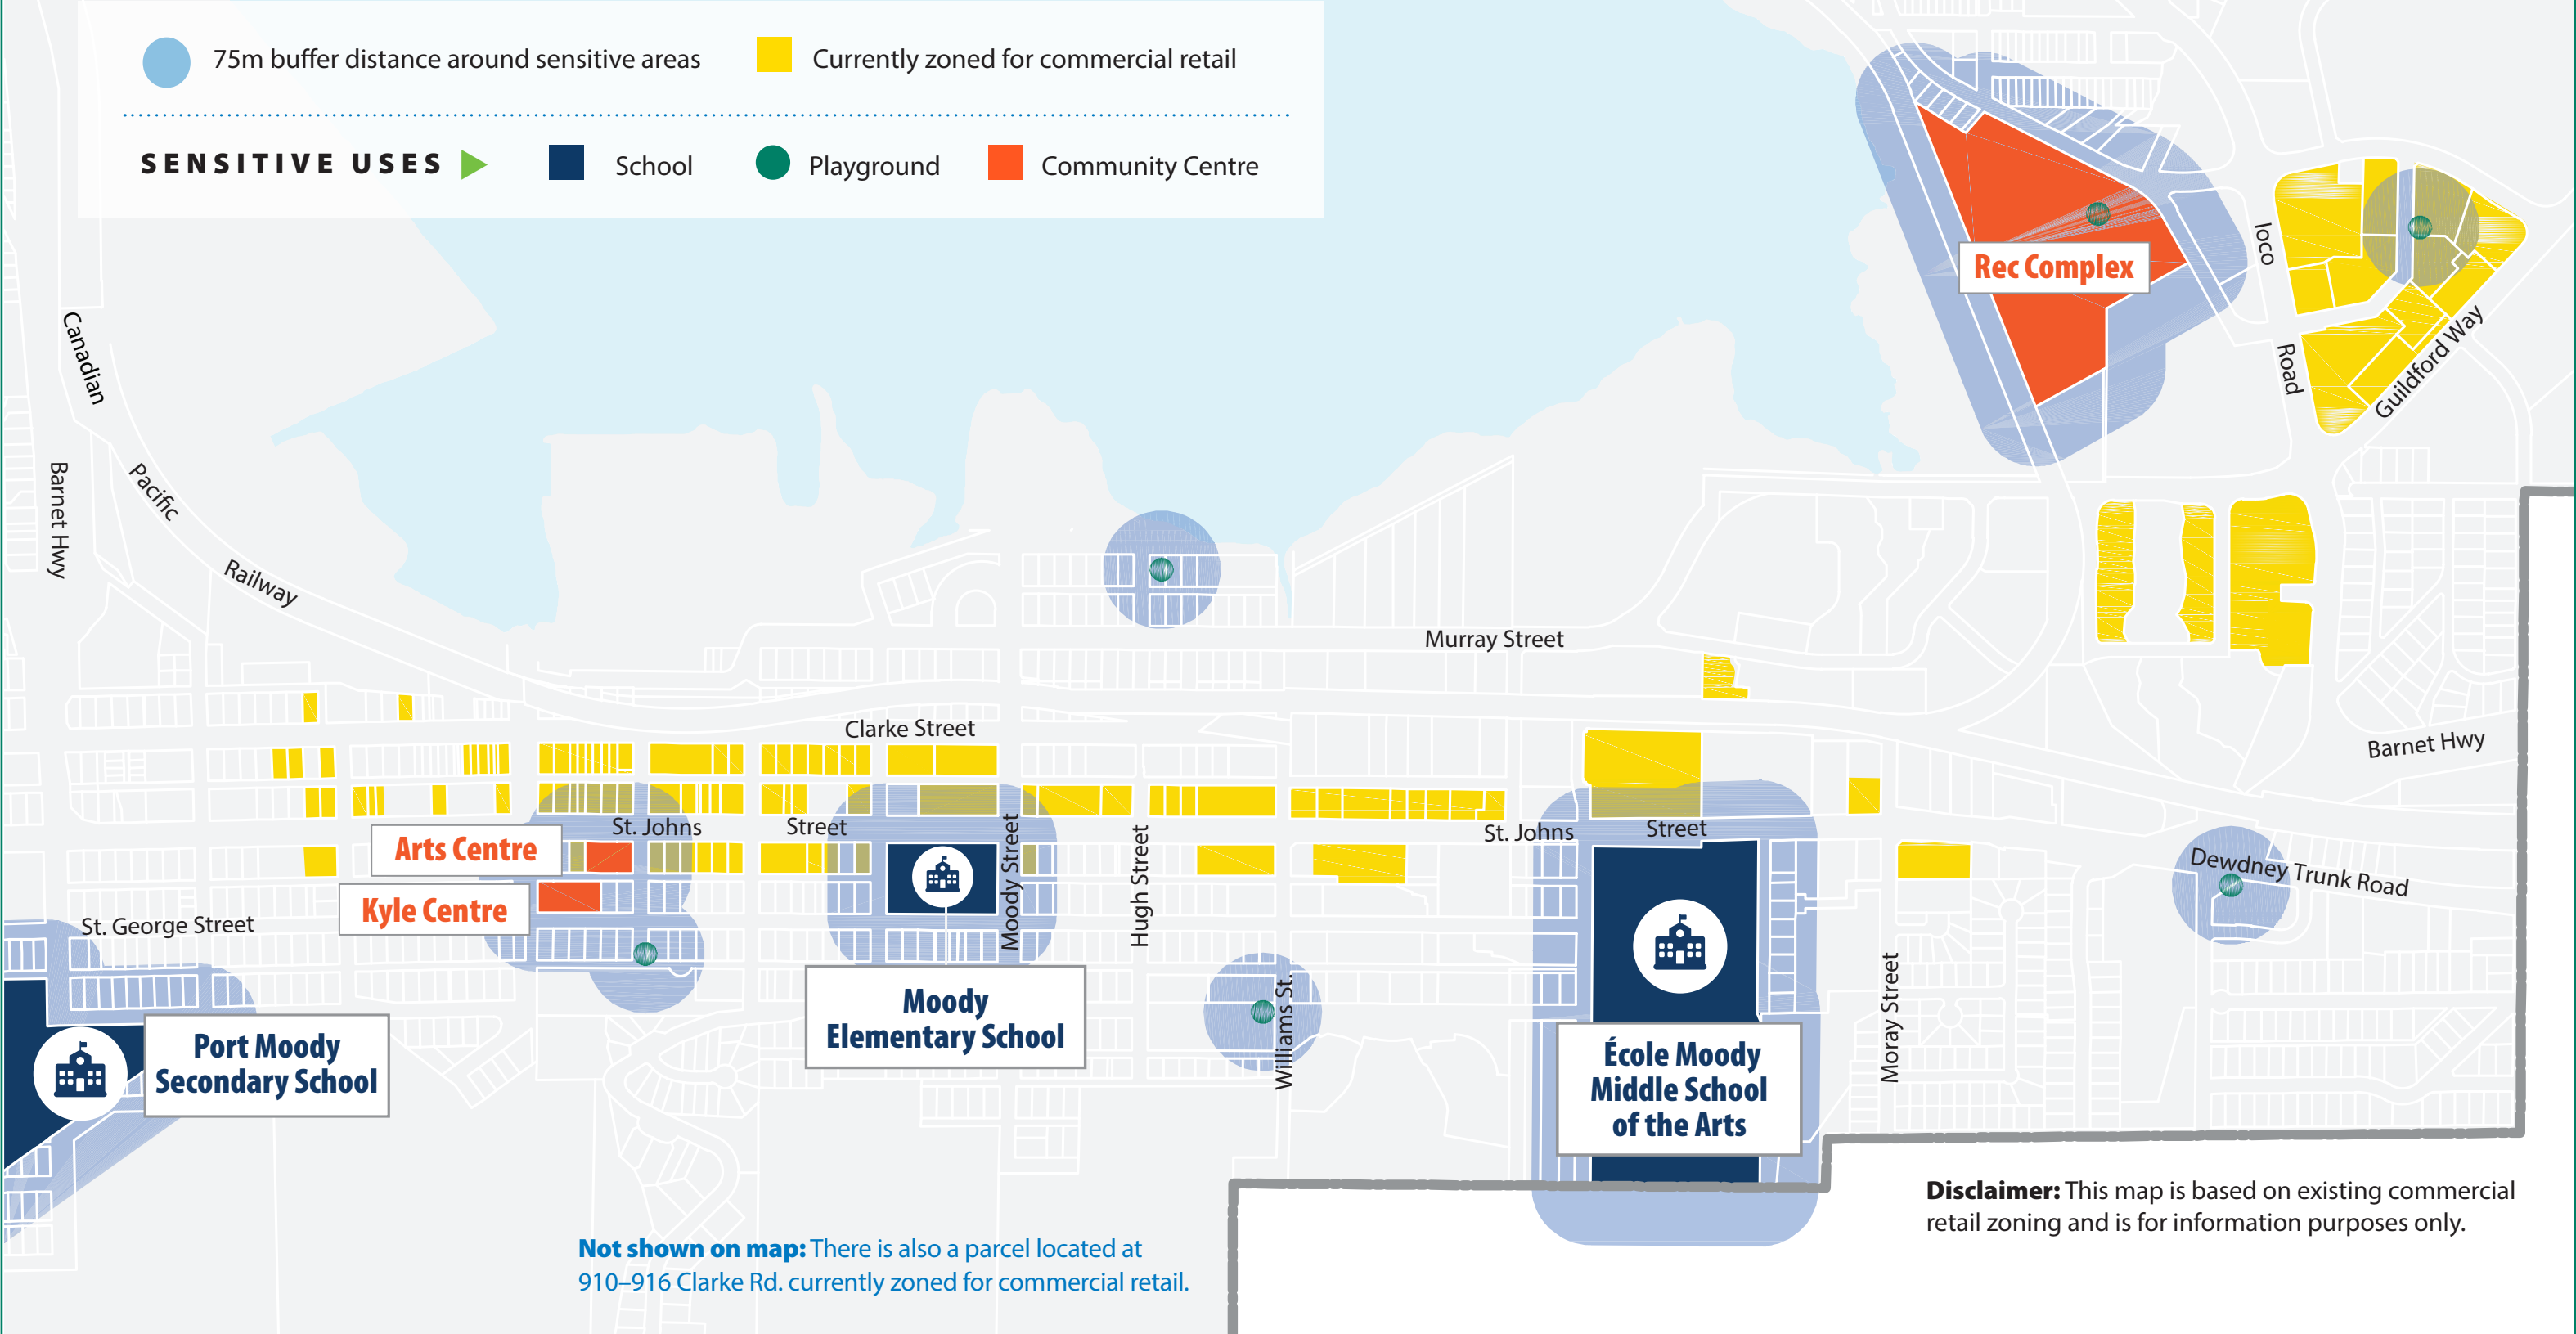 75m buffer distance around sensitive areas
Currently zoned for commercial retail
SENSITIVE USES
School
Playground
Community Centre
Rec Complex
Ioco
Road
Guildford Way
Canadian
Pacific
Railway
Barnet Hwy
Murray Street
Clarke Street
Barnet Hwy
St. Johns
Street
St. Johns
Street
Arts Centre
Kyle Centre
Moody Street
Hugh Street
Dewdney Trunk Road
St. George Street
Moray Street
Williams St.
Port Moody
Secondary School
Moody
Elementary School
École Moody
Middle School
of the Arts
Disclaimer: This map is based on existing commercial
retail zoning and is for information purposes only.
Not shown on map: There is also a parcel located at
910–916 Clarke Rd. currently zoned for commercial retail.